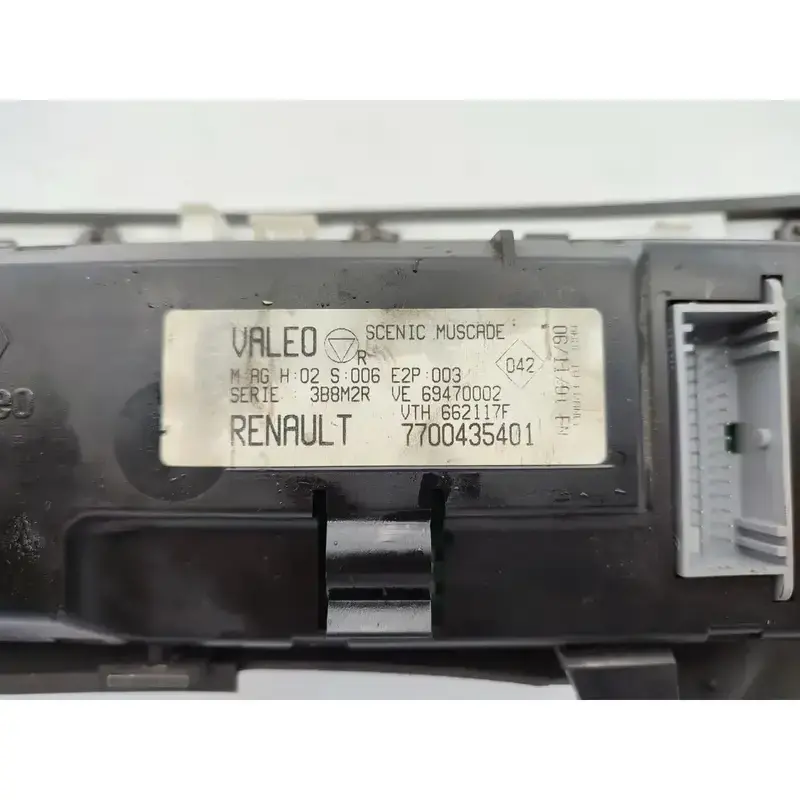 VALEO R SCENIC MUSCADE
M AG H:02 S:006 E2P:003 042
SERIE : 3B8M2R VE 69470002
VTH 662117F
RENAULT 7700435401